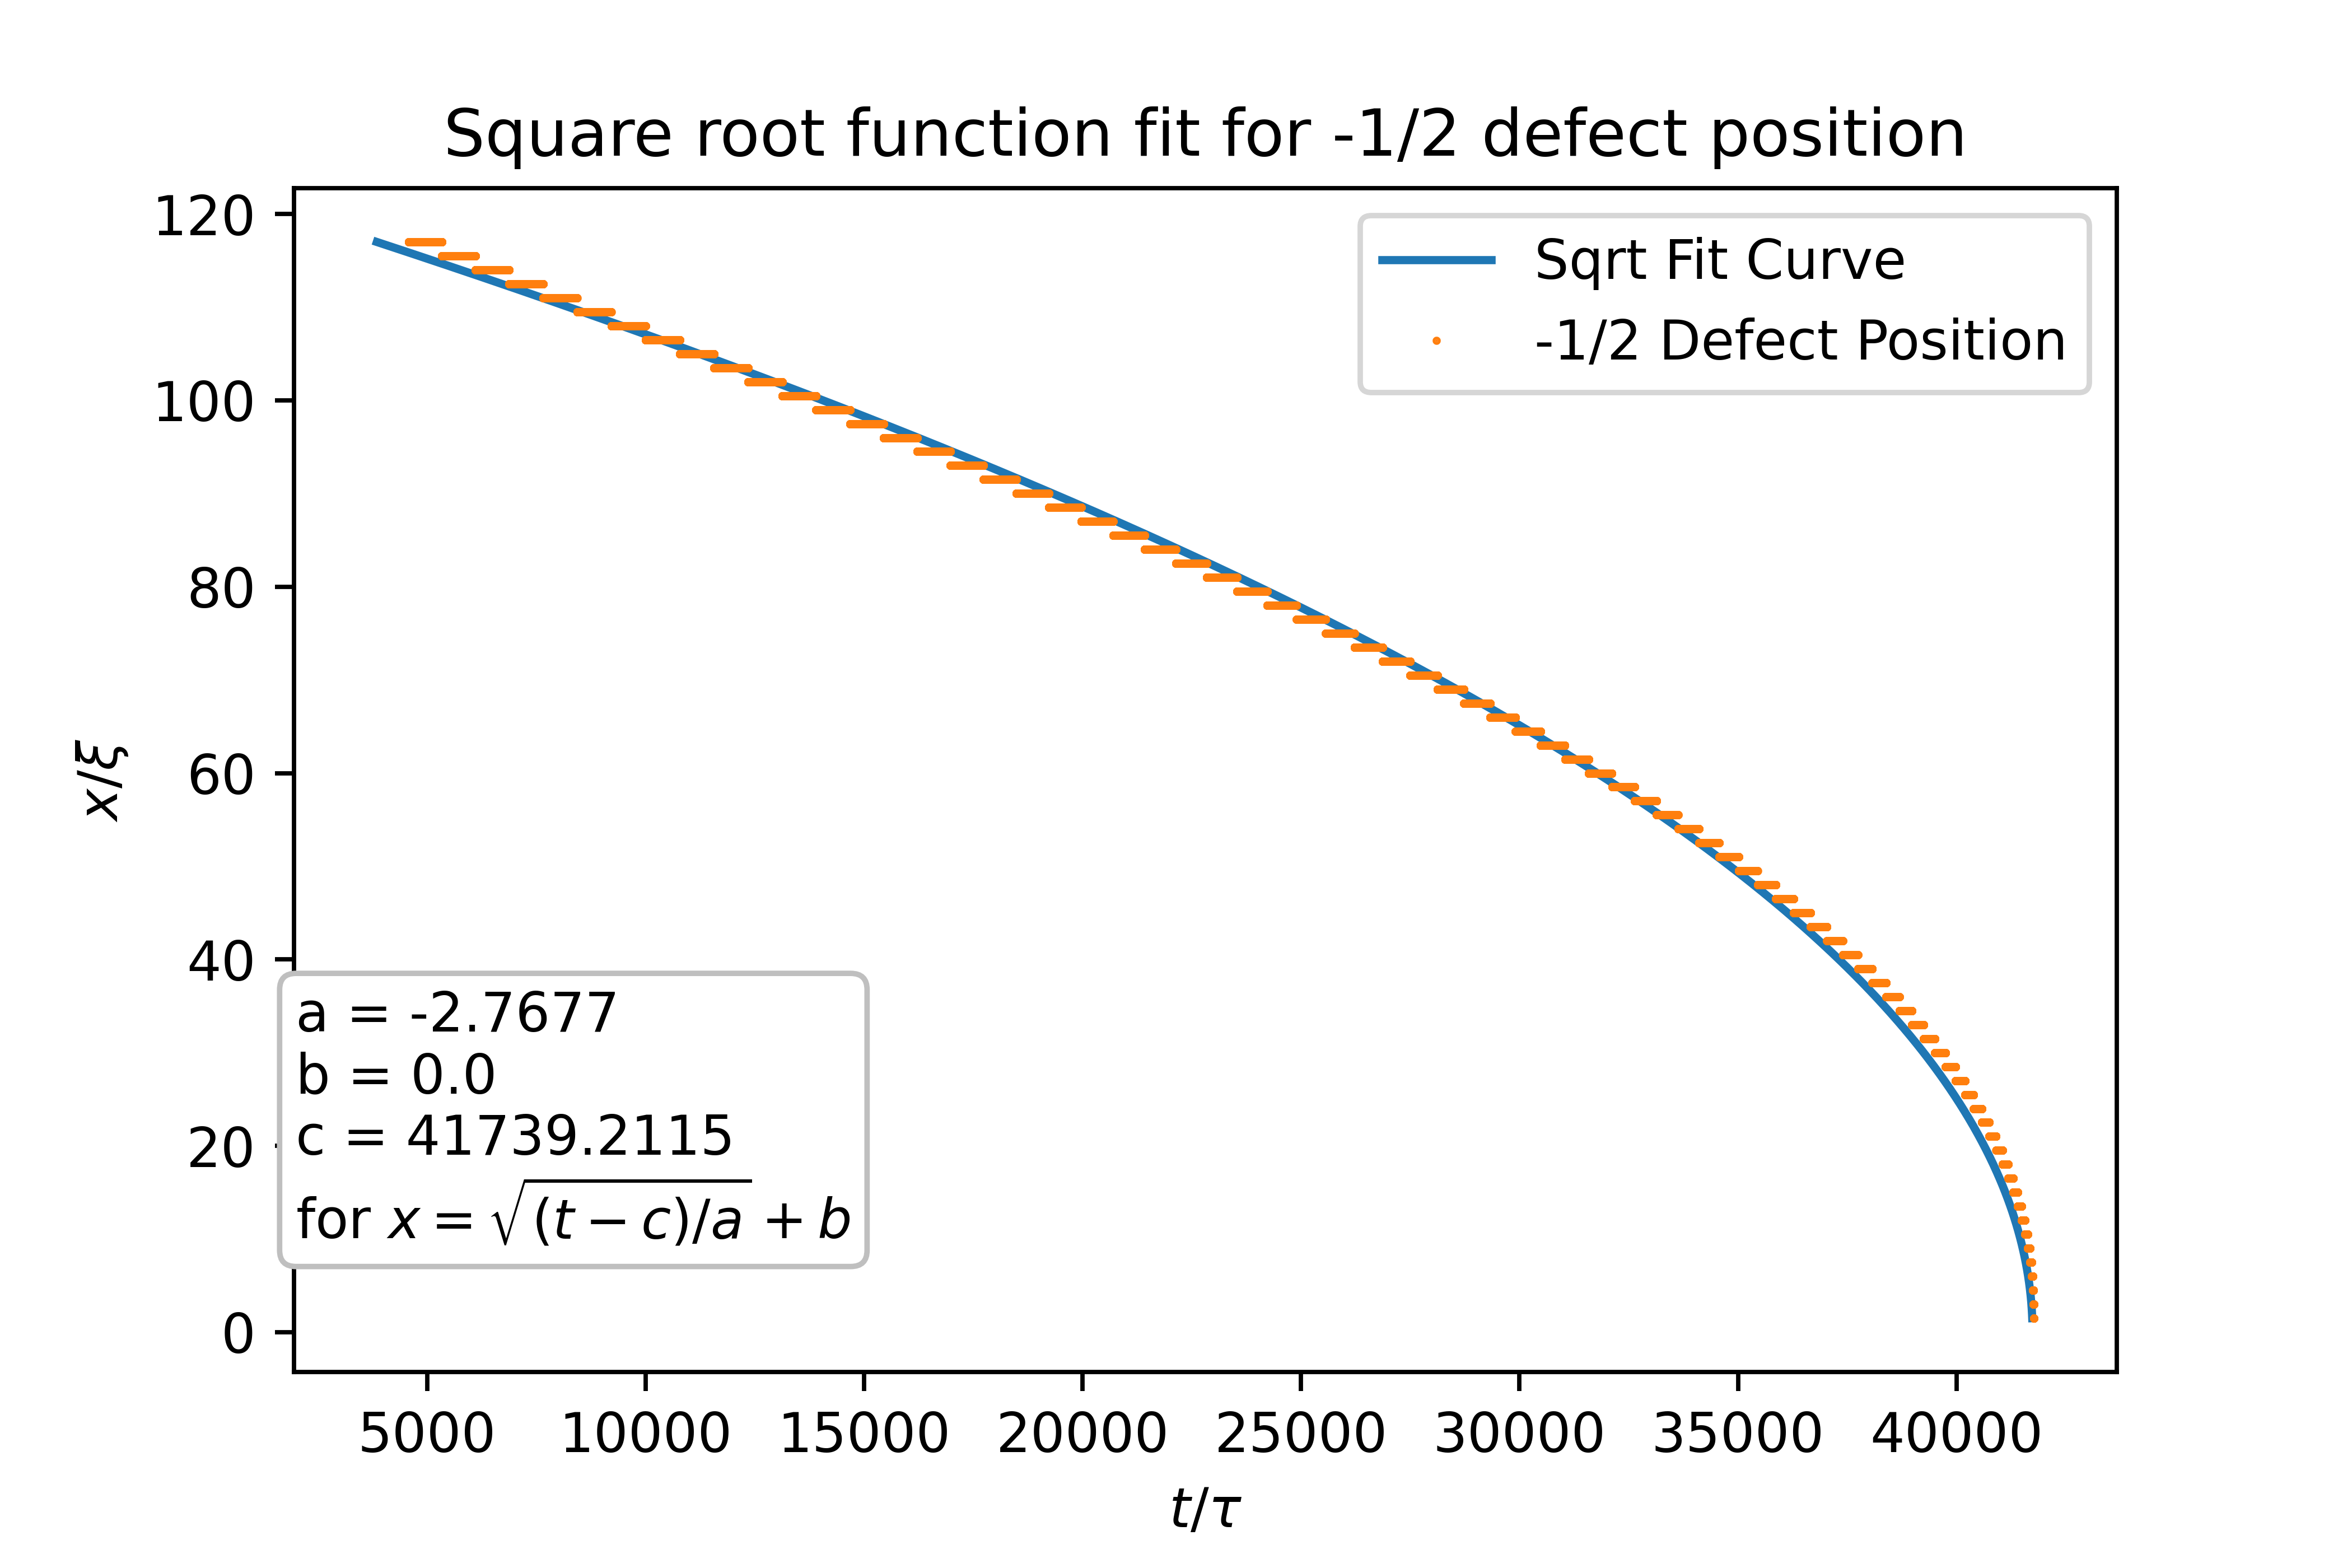 Square root function fit for -1/2 defect position
120
100
80
60
40
20
0
x/ξ
Sqrt Fit Curve
-1/2 Defect Position
a = -2.7677
b = 0.0
c = 41739.2115
for x = √(t − c)/a + b
5000 10000 15000 20000 25000 30000 35000 40000
t/τ